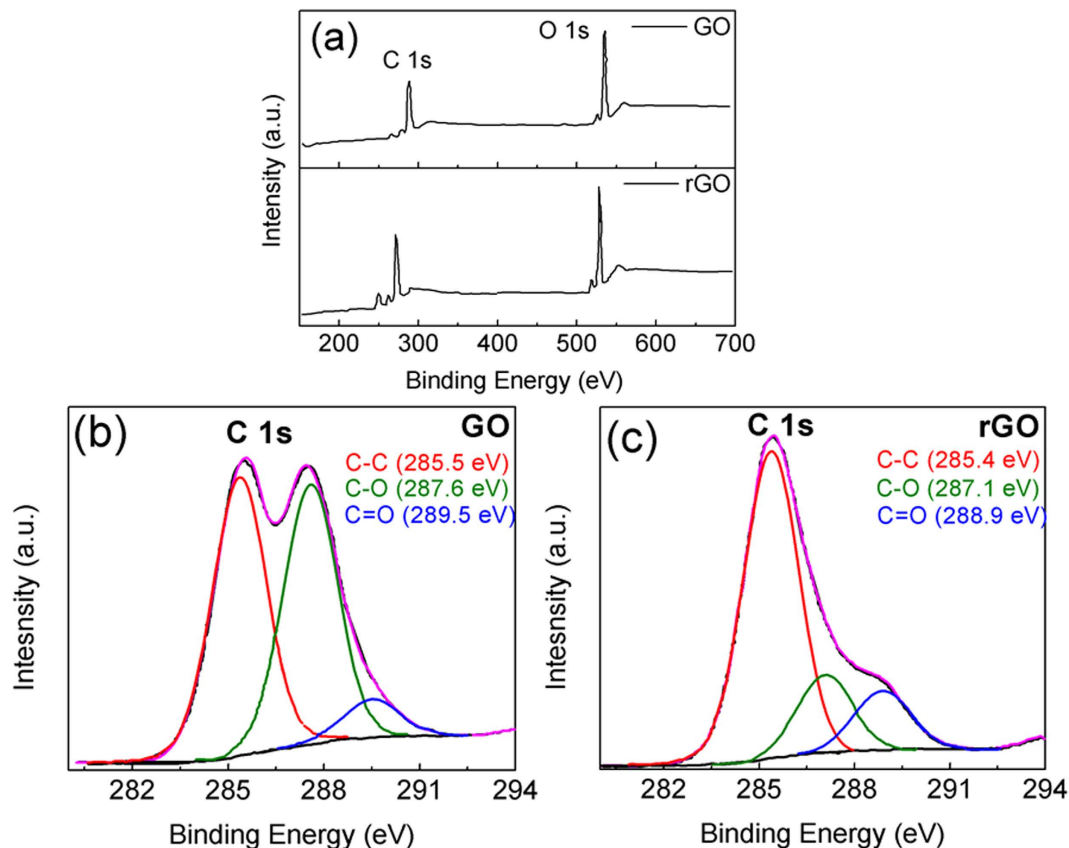 (a)
GO
O 1s
C 1s
rGO
Intensity (a.u.)
200 300 400 500 600 700
Binding Energy (eV)
(b)
C 1s
GO
C-C (285.5 eV)
C-O (287.6 eV)
C=O (289.5 eV)
Intesnsity (a.u.)
282 285 288 291 294
Binding Energy (eV)
(c)
C 1s
rGO
C-C (285.4 eV)
C-O (287.1 eV)
C=O (288.9 eV)
Intesnsity (a.u.)
282 285 288 291 294
Binding Energy (eV)